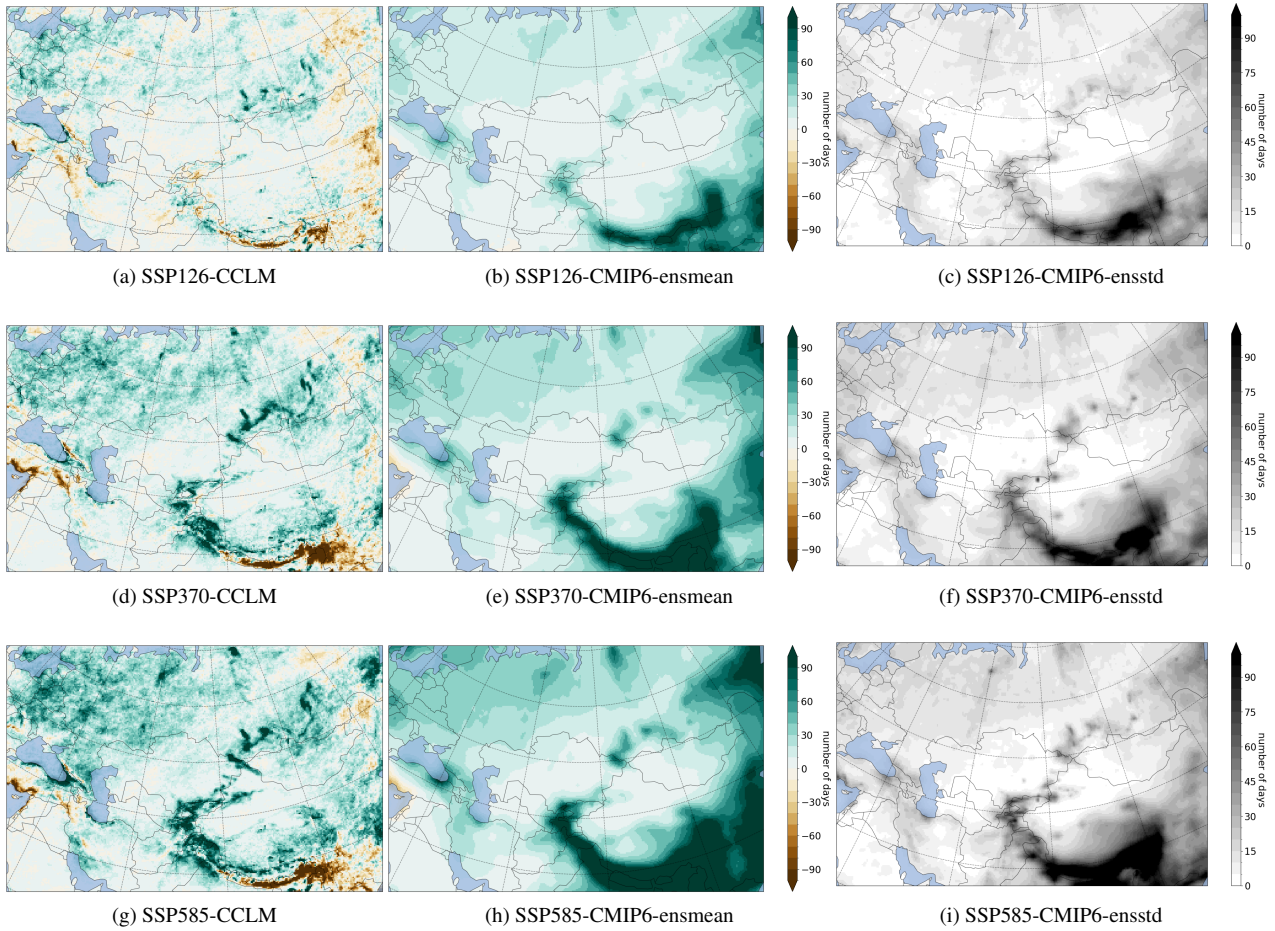 90
60
30
0
−30
−60
−90
number of days
90
75
60
45
30
15
0
number of days
(a) SSP126-CCLM
(b) SSP126-CMIP6-ensmean
(c) SSP126-CMIP6-ensstd
90
60
30
0
−30
−60
−90
number of days
90
75
60
45
30
15
0
number of days
(d) SSP370-CCLM
(e) SSP370-CMIP6-ensmean
(f) SSP370-CMIP6-ensstd
90
60
30
0
−30
−60
−90
number of days
90
75
60
45
30
15
0
number of days
(g) SSP585-CCLM
(h) SSP585-CMIP6-ensmean
(i) SSP585-CMIP6-ensstd